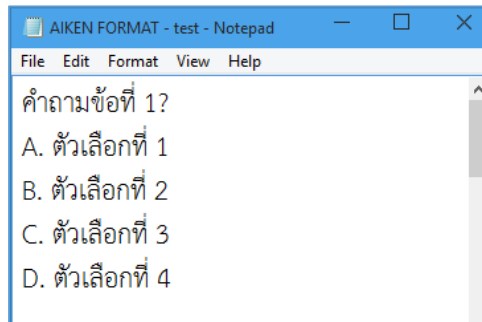 AIKEN FORMAT - test - Notepad
File Edit Format View Help
คำถามข้อที่ 1?
A. ตัวเลือกที่ 1
B. ตัวเลือกที่ 2
C. ตัวเลือกที่ 3
D. ตัวเลือกที่ 4